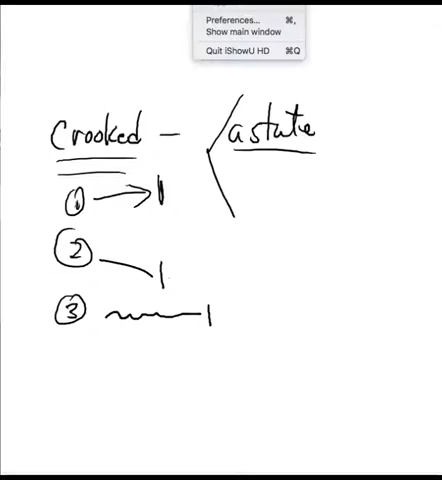 Preferences... ⌘,
Show main window
Quit iShowU HD ⌘Q
Crooked - astute
1
2
3